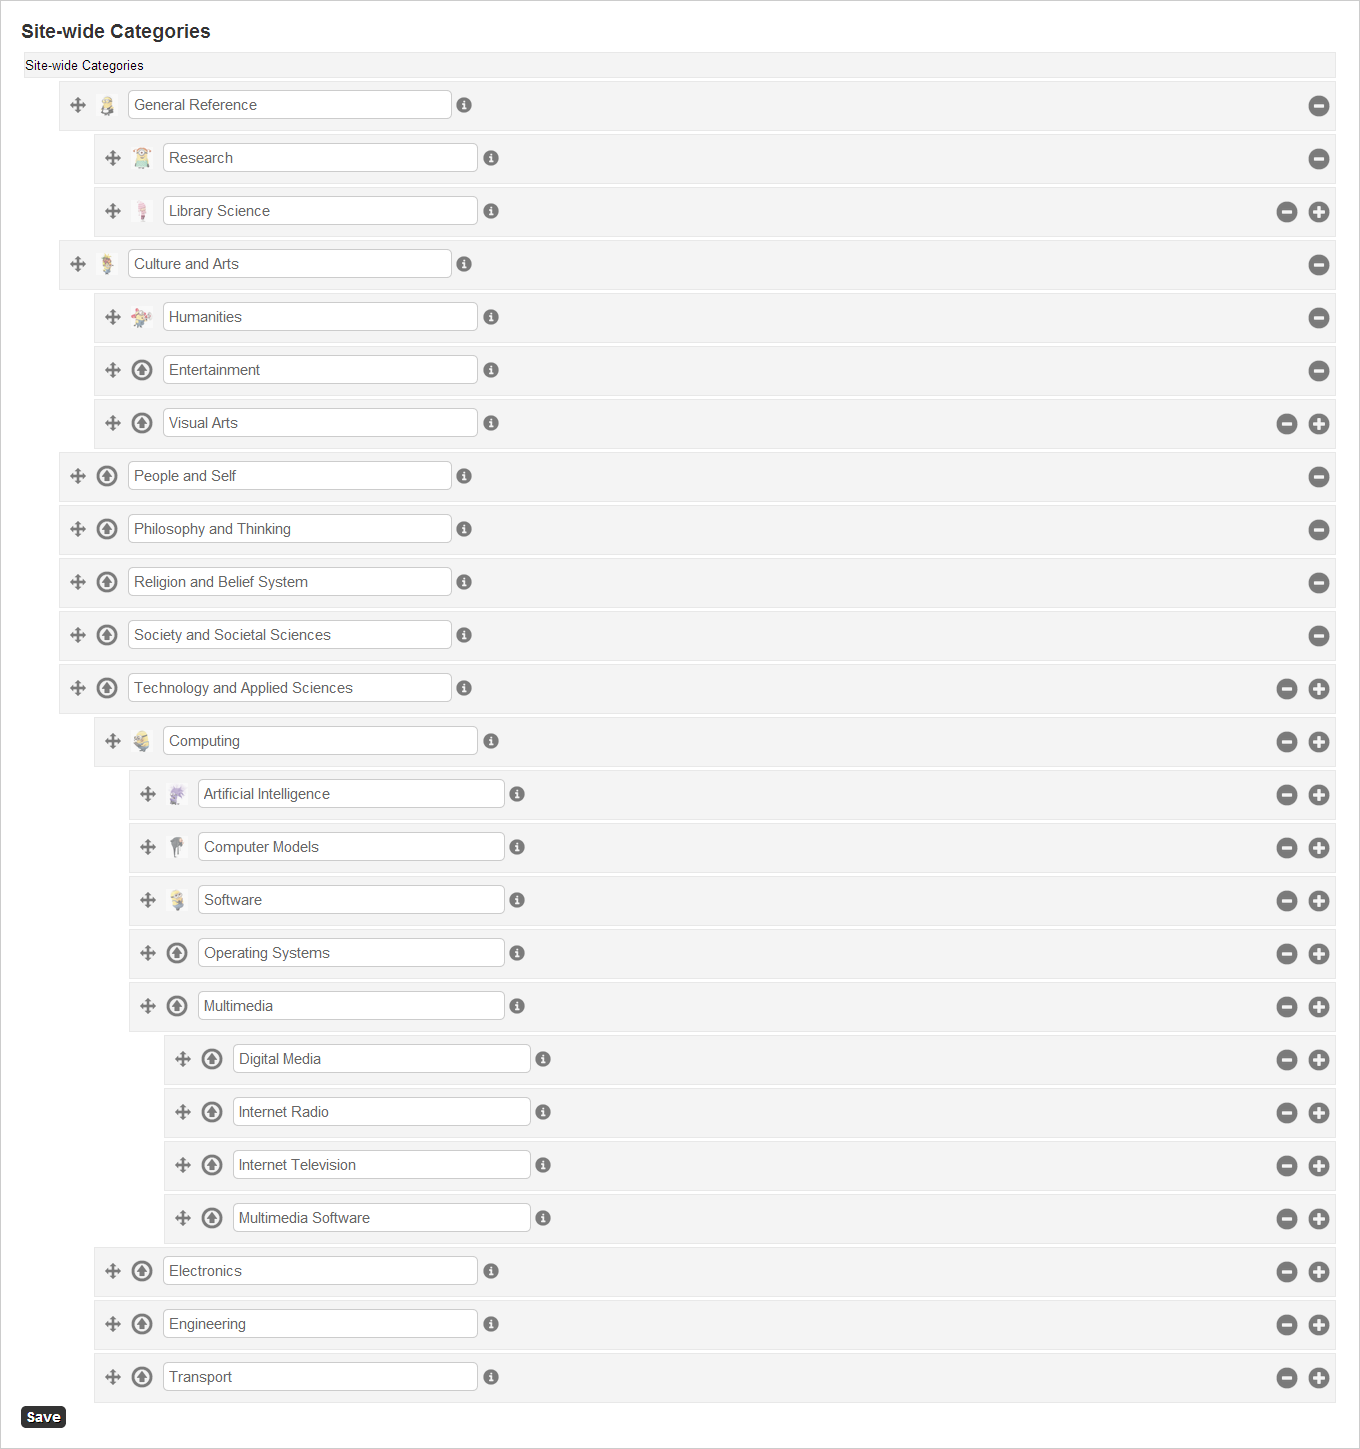 Site-wide Categories
Site-wide Categories
General Reference
Research
Library Science
Culture and Arts
Humanities
Entertainment
Visual Arts
People and Self
Philosophy and Thinking
Religion and Belief System
Society and Societal Sciences
Technology and Applied Sciences
Computing
Artificial Intelligence
Computer Models
Software
Operating Systems
Multimedia
Digital Media
Internet Radio
Internet Television
Multimedia Software
Electronics
Engineering
Transport
Save